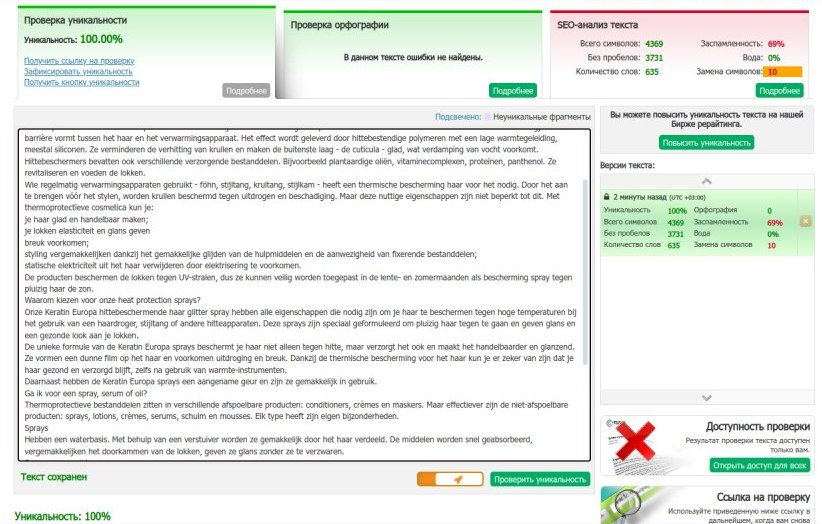 Проверка уникальности
Уникальность: 100.00%
Получить ссылку на проверку
Зафиксировать уникальность
Получить кнопку уникальности
Подробнее
Проверка орфографии
В данном тексте ошибки не найдены.
Подробнее
SEO-анализ текста
Всего символов: 4369 Заспамленность: 69%
Без пробелов: 3731 Вода: 0%
Количество слов: 635 Замена символов: 10
Подробнее
Подсвечено: Неуникальные фрагменты
barrière vormt tussen het haar en het verwarmingsapparaat. Het effect wordt geleverd door hittebestendige polymeren met een lage warmtegeleiding,
meestal siliconen. Ze verminderen de verhitting van krullen en maken de buitenste laag - de cuticula - glad, wat verdamping van vocht voorkomt.
Hittebeschermers bevatten ook verschillende verzorgende bestanddelen. Bijvoorbeeld plantaardige oliën, vitaminecomplexen, proteïnen, panthenol. Ze
revitaliseren en voeden de lokken.
Wie regelmatig verwarmingsapparaten gebruikt - föhn, stijltang, krultang, stijlkam - heeft een thermische bescherming haar voor het nodig. Door het aan
te brengen vóór het stylen, worden krullen beschermd tegen uitdrogen en beschadiging. Maar deze nuttige eigenschappen zijn niet beperkt tot dit. Met
thermoprotectieve cosmetica kun je:
je haar glad en handelbaar maken;
je lokken elasticiteit en glans geven
breuk voorkomen;
styling vergemakkelijken dankzij het gemakkelijke glijden van de hulpmiddelen en de aanwezigheid van fixerende bestanddelen;
statische elektriciteit uit het haar verwijderen door elektrisering te voorkomen.
De producten beschermen de lokken tegen UV-stralen, dus ze kunnen veilig worden toegepast in de lente- en zomermaanden als bescherming spray tegen
pluizig haar de zon.
Waarom kiezen voor onze heat protection sprays?
Onze Keratin Europa hittebeschermende haar glitter spray hebben alle eigenschappen die nodig zijn om je haar te beschermen tegen hoge temperaturen bij
het gebruik van een haardroger, stijltang of andere hitteapparaten. Deze sprays zijn speciaal geformuleerd om pluizig haar tegen te gaan en geven glans en
een gezonde look aan je lokken.
De unieke formule van de Keratin Europa sprays beschermt je haar niet alleen tegen hitte, maar verzorgt het ook en maakt het handelbaarder en glanzend.
Ze vormen een dunne film op het haar en voorkomen uitdroging en breuk. Dankzij de thermische bescherming voor het haar kun je er zeker van zijn dat je
haar gezond en verzorgd blijft, zelfs na gebruik van warmte-instrumenten.
Daarnaast hebben de Keratin Europa sprays een aangename geur en zijn ze gemakkelijk in gebruik.
Ga ik voor een spray, serum of oil?
Thermoprotectieve bestanddelen zitten in verschillende afspoelbare producten: conditioners, crèmes en maskers. Maar effectiever zijn de niet-afspoelbare
producten: sprays, lotions, crèmes, serums, schuim en mousses. Elk type heeft zijn eigen bijzonderheden.
Sprays
Hebben een waterbasis. Met behulp van een verstuiver worden ze gemakkelijk door het haar verdeeld. De middelen worden snel geabsorbeerd,
vergemakkelijken het doorkammen van de lokken, geven ze glans zonder ze te verzwaren.
Текст сохранен
Проверить уникальность
Уникальность: 100%
Вы можете повысить уникальность текста на нашей
Бирже рерайтинга.
Повысить уникальность
Версии текста:
2 минуты назад (UTC +03:00)
Уникальность 100% Орфография 0
Всего символов 4369 Заспамленность 69%
Без пробелов 3731 Вода 0%
Количество слов 635 Замена символов 10
Доступность проверки
Результат проверки текста доступен
только вам.
Открыть доступ для всех
Ссылка на проверку
Используйте приведенную ниже ссылку в
дальнейшем, когда вам снова